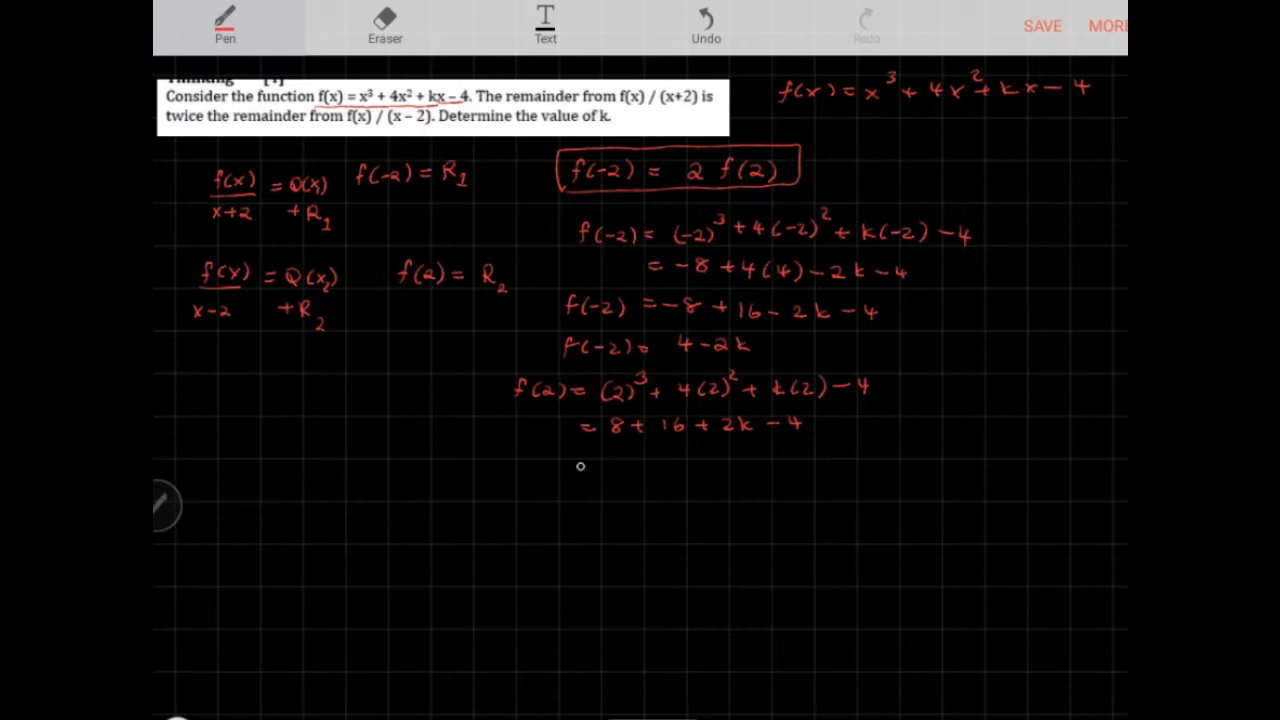 Pen Eraser Text Undo Redo SAVE MORE
Consider the function f(x) = x³ + 4x² + kx – 4. The remainder from f(x) / (x+2) is
twice the remainder from f(x) / (x – 2). Determine the value of k.
f(x) = x³ + 4x² + kx – 4
f(x)/x+2 = Q(x) + R₁
f(-2) = R₁
f(x)/x-2 = Q(x₂) + R₂
f(2) = R₂
f(-2) = 2 f(2)
f(-2) = (-2)³ + 4(-2)² + k(-2) - 4
= -8 + 4(4) - 2k - 4
f(-2) = -8 + 16 - 2k - 4
f(-2) = 4 - 2k
f(2) = (2)³ + 4(2)² + k(2) - 4
= 8 + 16 + 2k - 4